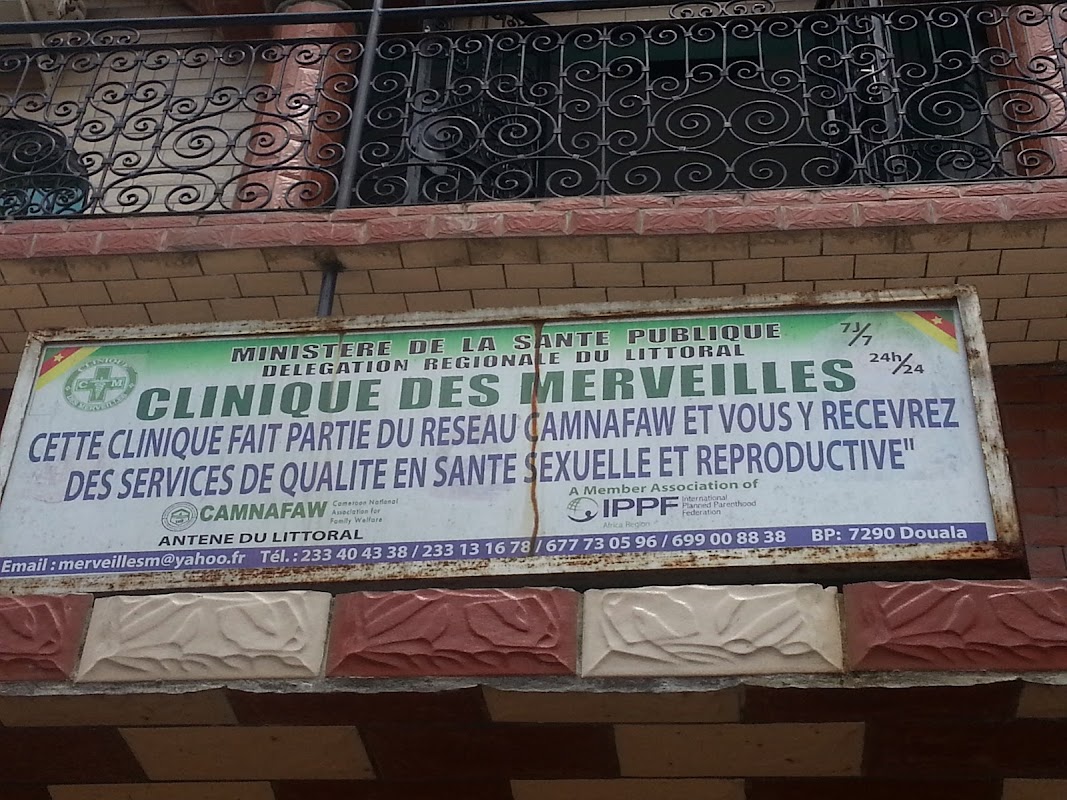 MINISTERE DE LA SANTE PUBLIQUE
DELEGATION REGIONALE DU LITTORAL
7J/7
24h/24
CLINIQUE
C M
DES MERVEILLES
CLINIQUE DES MERVEILLES
CETTE CLINIQUE FAIT PARTIE DU RESEAU CAMNAFAW ET VOUS Y RECEVREZ
DES SERVICES DE QUALITE EN SANTE SEXUELLE ET REPRODUCTIVE"
CAMNAFAW
Cameroon National
Association for
Family Welfare
ANTENE DU LITTORAL
A Member Association of
IPPF
International
Planned Parenthood
Federation
Africa Region
Email : merveillesm@yahoo.fr Tél. : 233 40 43 38 / 233 13 16 78 / 677 73 05 96 / 699 00 88 38 BP: 7290 Douala